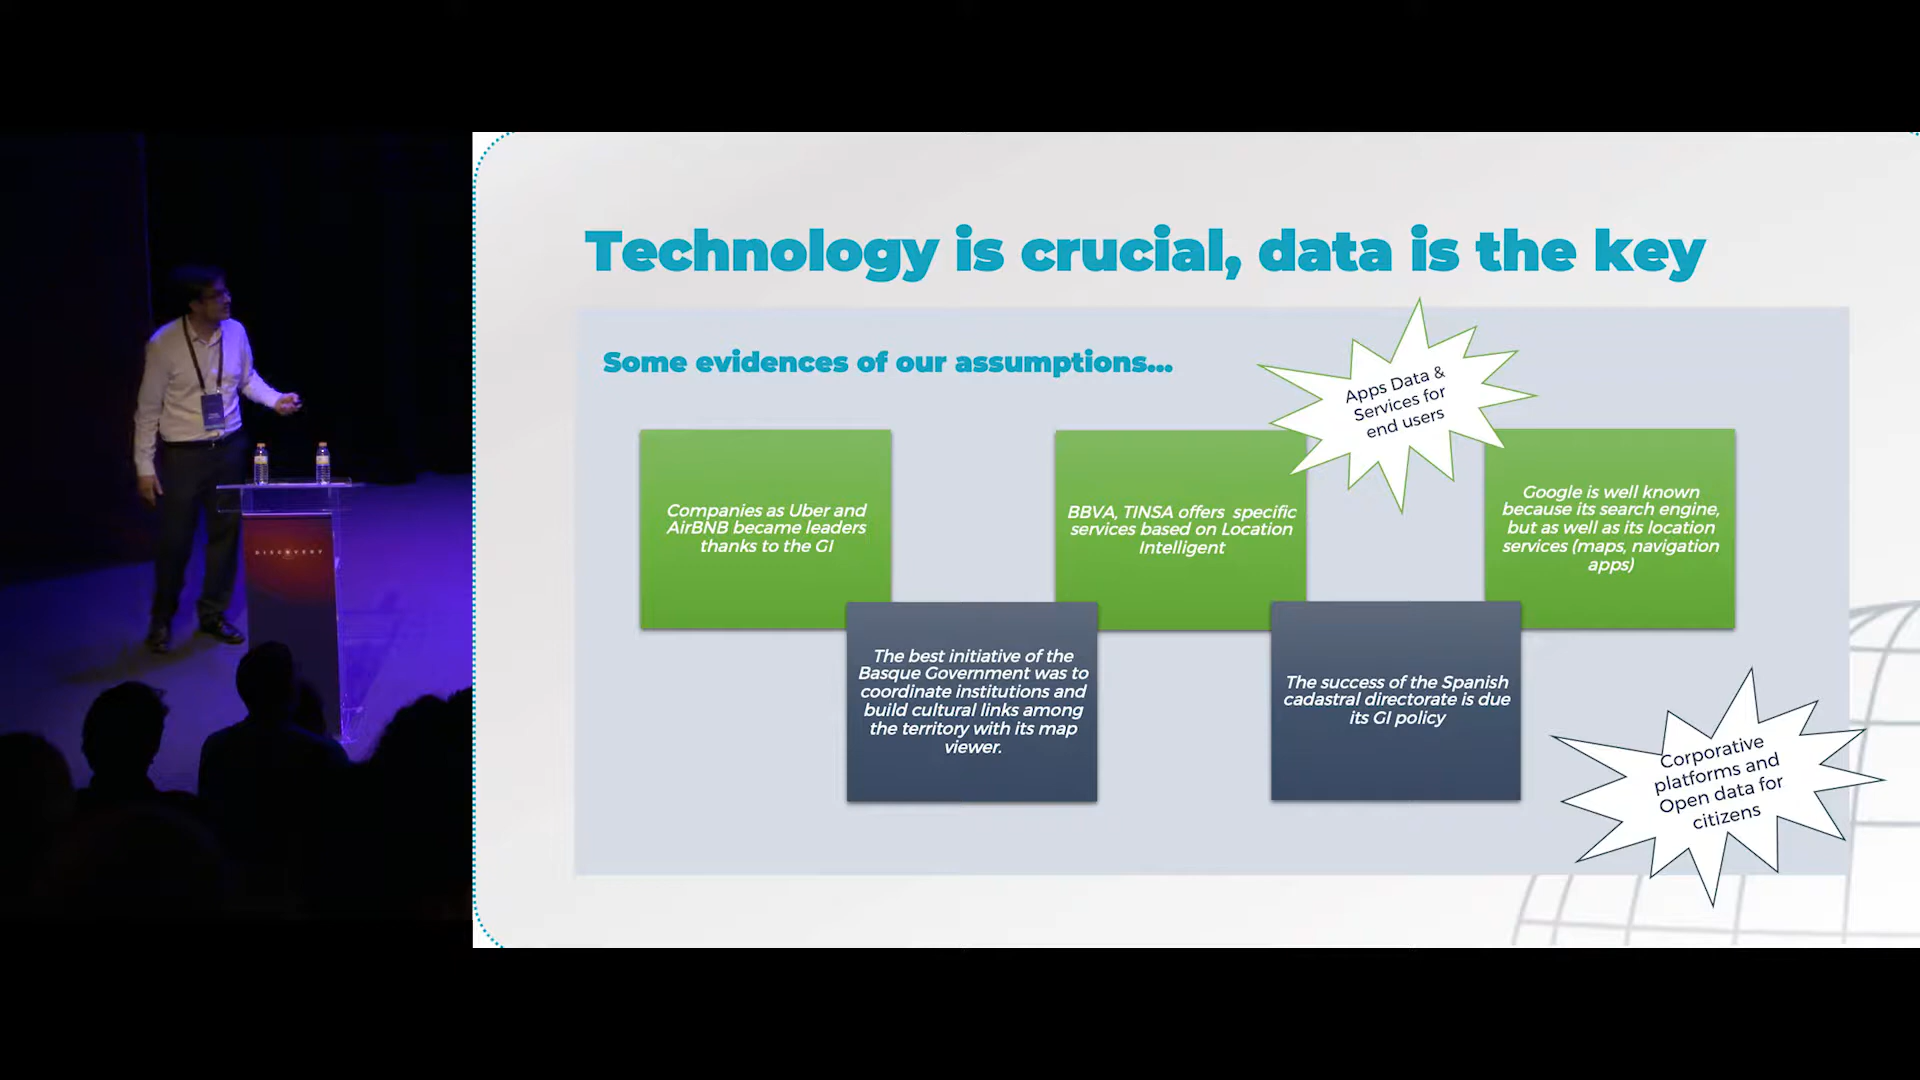 Technology is crucial, data is the key
Some evidences of our assumptions...
Apps Data &
Services for
end users
Companies as Uber and
AirBNB became leaders
thanks to the GI
BBVA, TINSA offers specific
services based on Location
Intelligent
Google is well known
because its search engine,
but as well as its location
services (maps, navigation
apps)
The best initiative of the
Basque Government was to
coordinate institutions and
build cultural links among
the territory with its map
viewer.
The success of the Spanish
cadastral directorate is due
its GI policy
Corporative
platforms and
Open data for
citizens
DISCOVERY